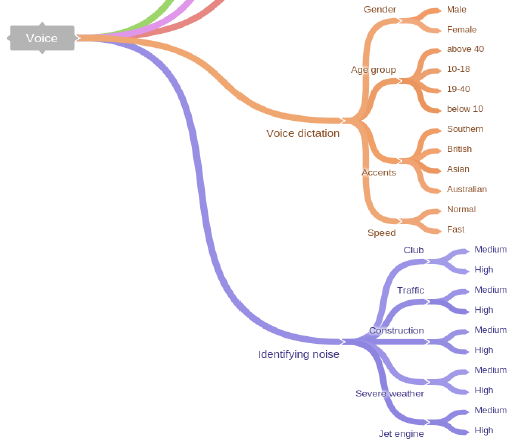 Voice
Voice dictation
Gender
Male
Female
Age group
above 40
10-18
19-40
below 10
Accents
Southern
British
Asian
Australian
Speed
Normal
Fast
Identifying noise
Club
Medium
High
Traffic
Medium
High
Construction
Medium
High
Severe weather
Medium
High
Jet engine
Medium
High